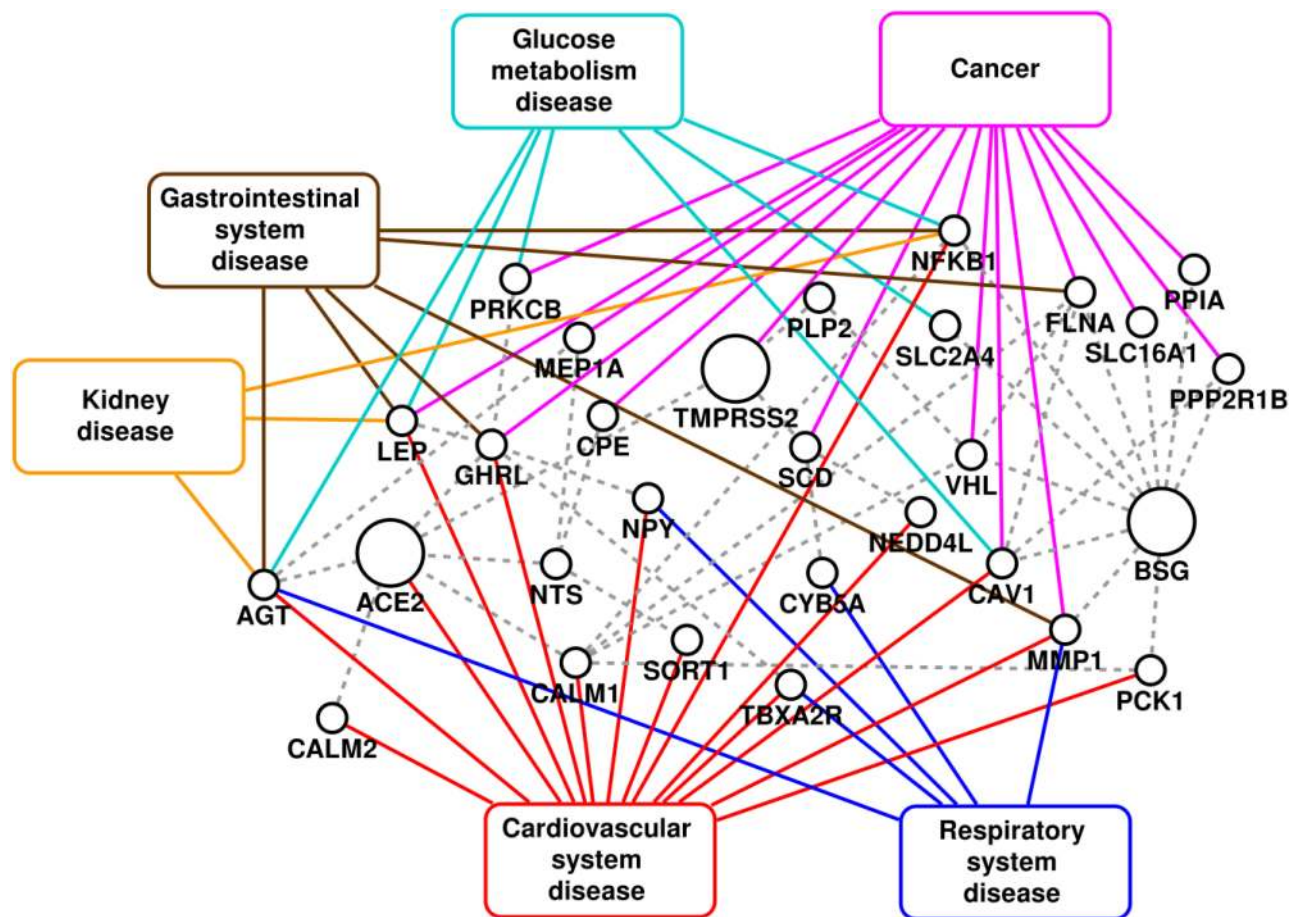 Glucose
metabolism
disease
Cancer
Gastrointestinal
system
disease
NFKB1
PRKCB
PLP2
FLNA
PPIA
SLC2A4
SLC16A1
MEP1A
Kidney
disease
TMPRSS2
PPP2R1B
LEP
GHRL
CPE
SCD
VHL
NPY
NEDD4L
BSG
AGT
ACE2
NTS
CYB5A
CAV1
CALM1
SORT1
MMP1
PCK1
TBXA2R
CALM2
Cardiovascular
system
disease
Respiratory
system
disease